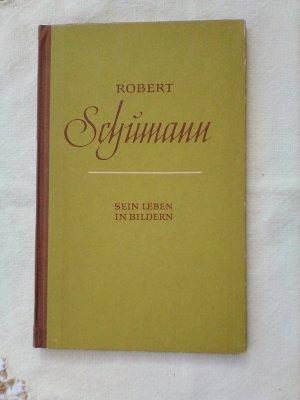 ROBERT
Schumann
SEIN LEBEN
IN BILDERN